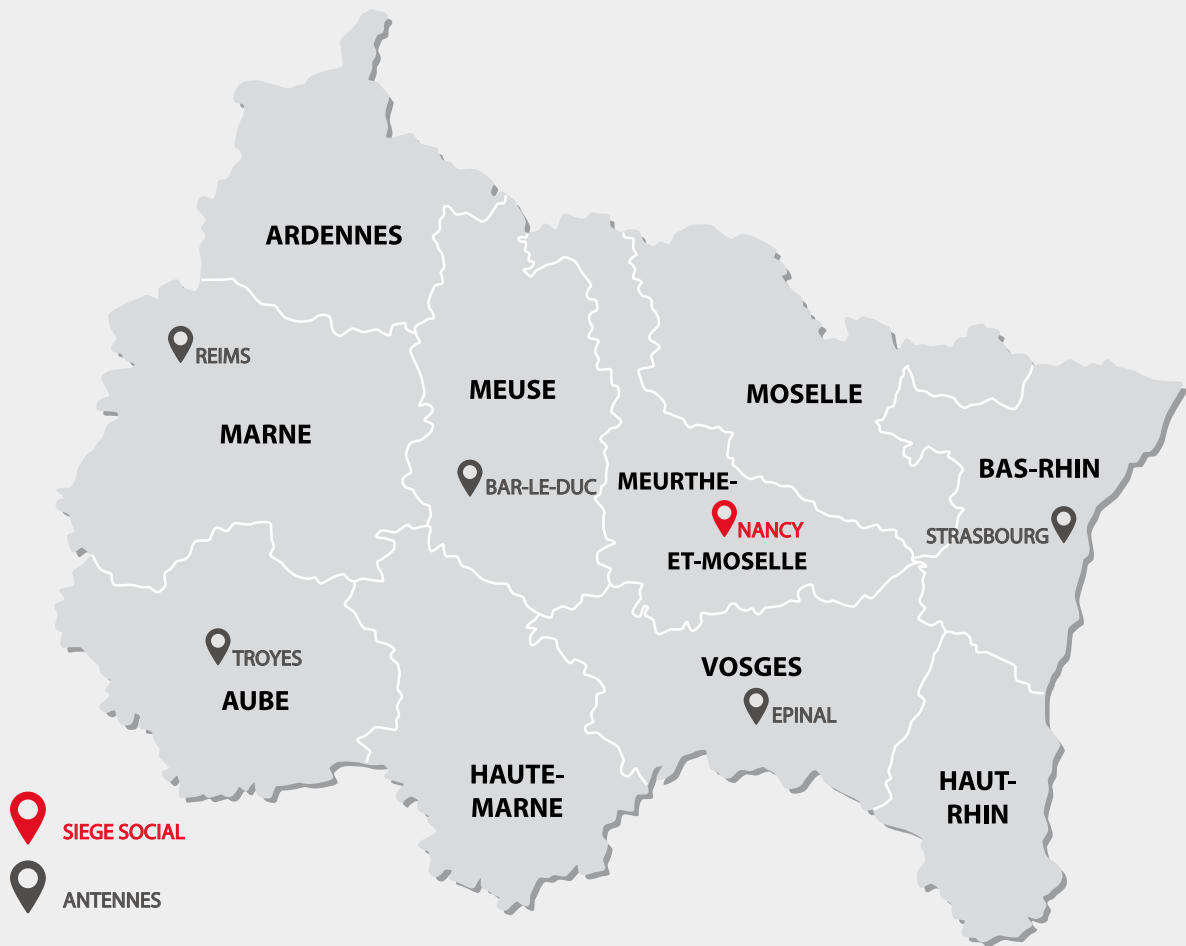 ARDENNES
REIMS
MEUSE
MOSELLE
MARNE
BAS-RHIN
MEURTHE-
BAR-LE-DUC
NANCY
STRASBOURG
ET-MOSELLE
TROYES
VOSGES
AUBE
EPINAL
HAUTE-
MARNE
HAUT-
RHIN
SIEGE SOCIAL
ANTENNES